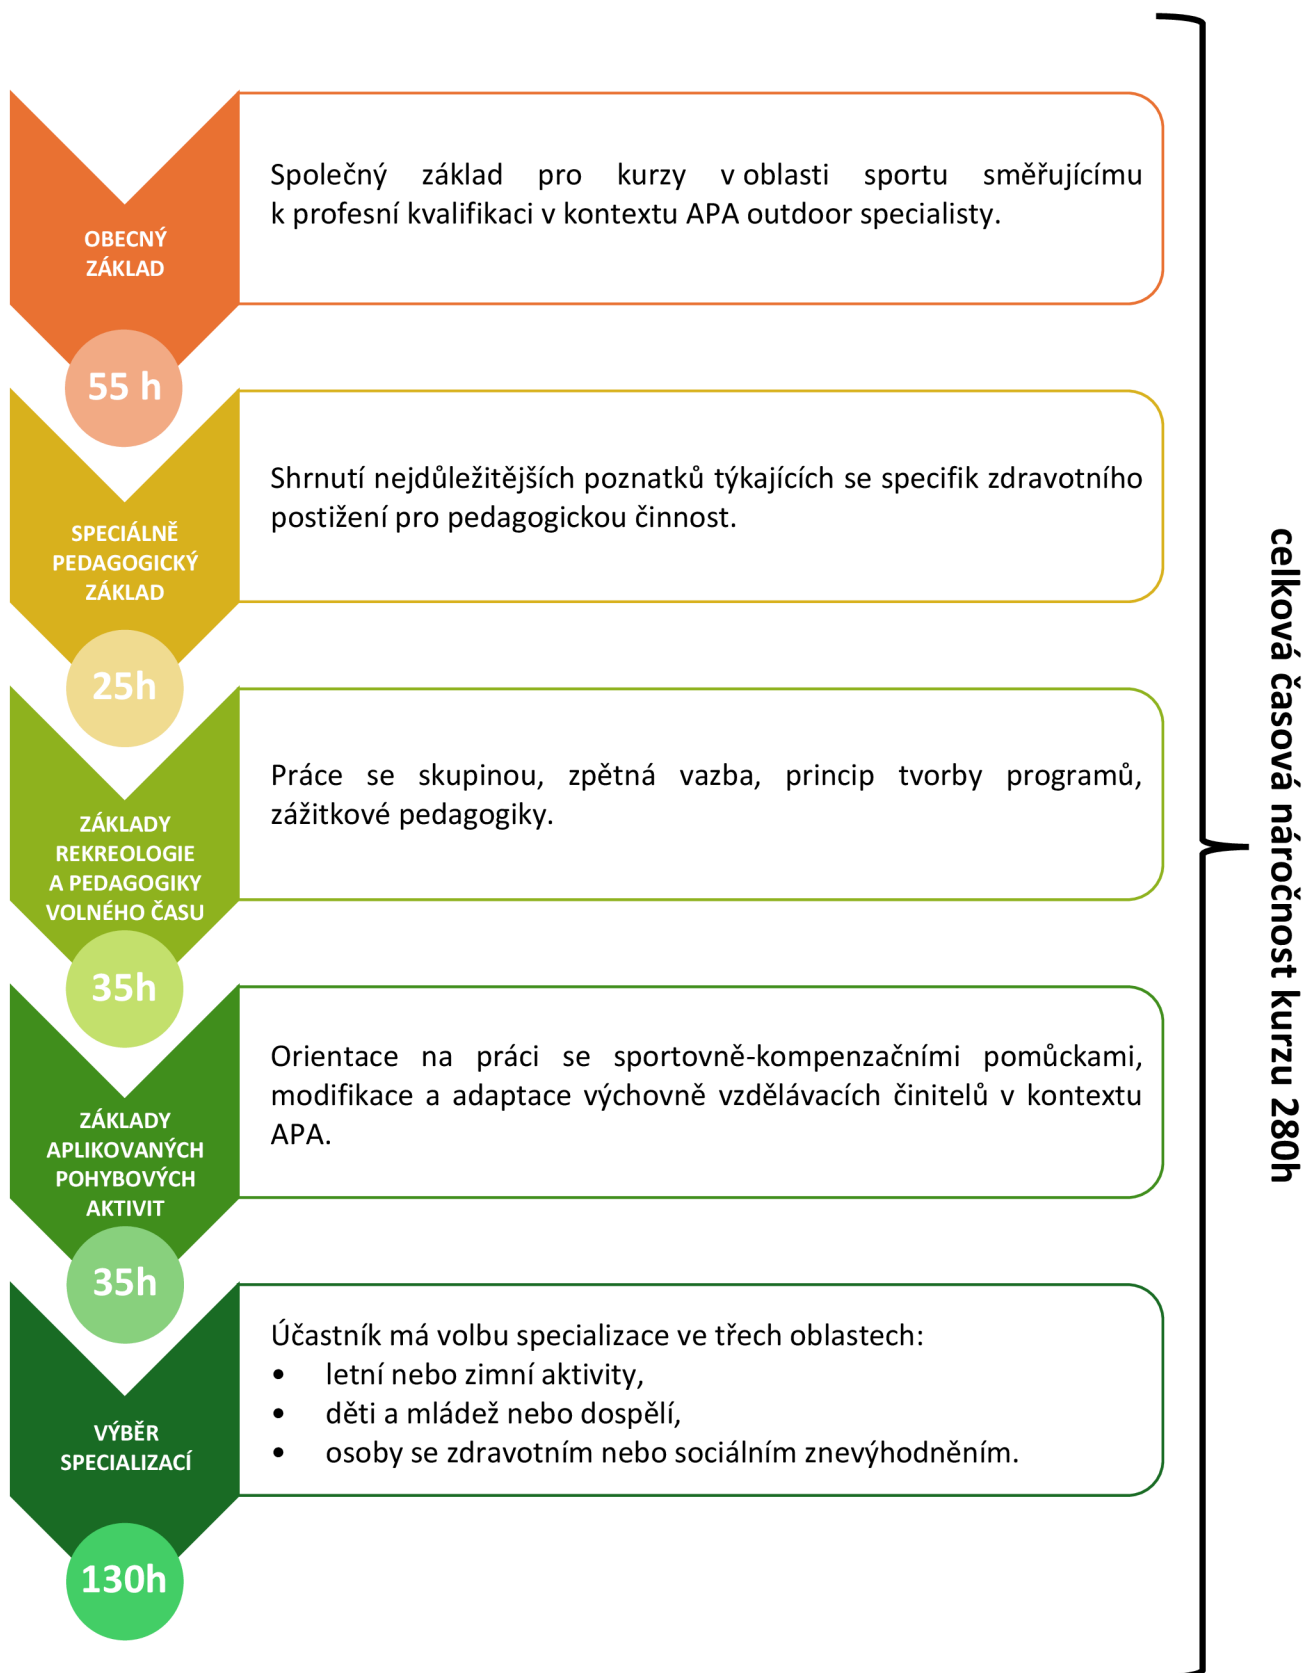 OBECNÝ
ZÁKLAD
Společný základ pro kurzy v oblasti sportu směřujícímu
k profesní kvalifikaci v kontextu APA outdoor specialisty.
55 h
SPECIÁLNĚ
PEDAGOGICKÝ
ZÁKLAD
Shrnutí nejdůležitějších poznatků týkajících se specifik zdravotního
postižení pro pedagogickou činnost.
25h
ZÁKLADY
REKREOLOGIE
A PEDAGOGIKY
VOLNÉHO ČASU
Práce se skupinou, zpětná vazba, princip tvorby programů,
zážitkové pedagogiky.
35h
ZÁKLADY
APLIKOVANÝCH
POHYBOVÝCH
AKTIVIT
Orientace na práci se sportovně-kompenzačními pomůckami,
modifikace a adaptace výchovně vzdělávacích činitelů v kontextu
APA.
35h
VÝBĚR
SPECIALIZACÍ
Účastník má volbu specializace ve třech oblastech:
• letní nebo zimní aktivity,
• děti a mládež nebo dospělí,
• osoby se zdravotním nebo sociálním znevýhodněním.
130h
celková časová náročnost kurzu 280h